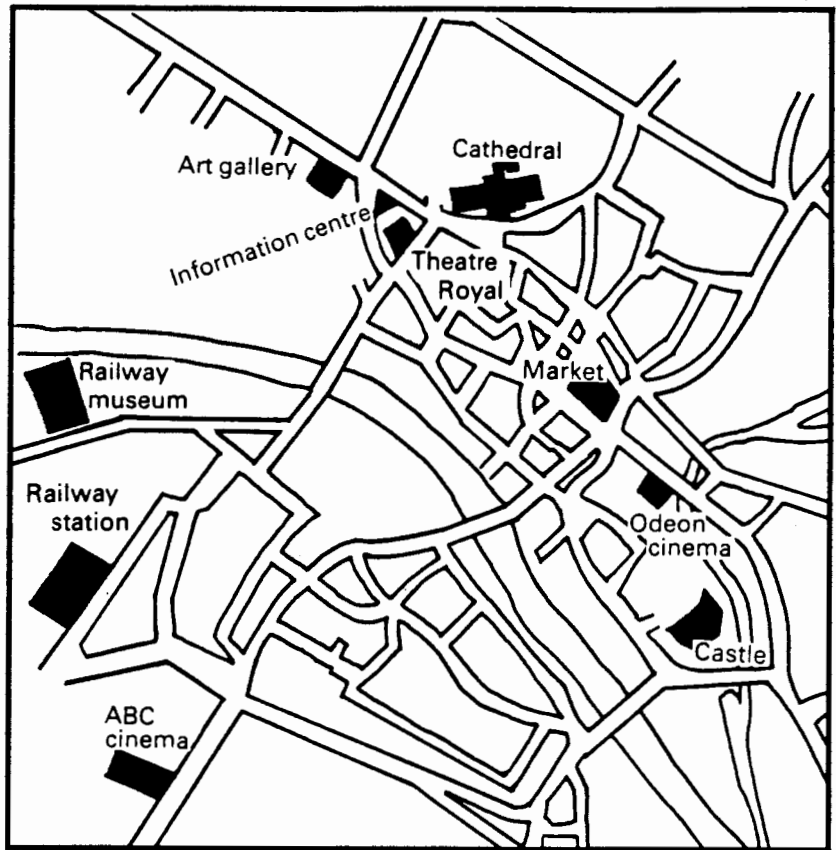 Cathedral
Art gallery
Information centre
Theatre
Royal
Railway
museum
Market
Railway
station
Odeon
cinema
Castle
ABC
cinema